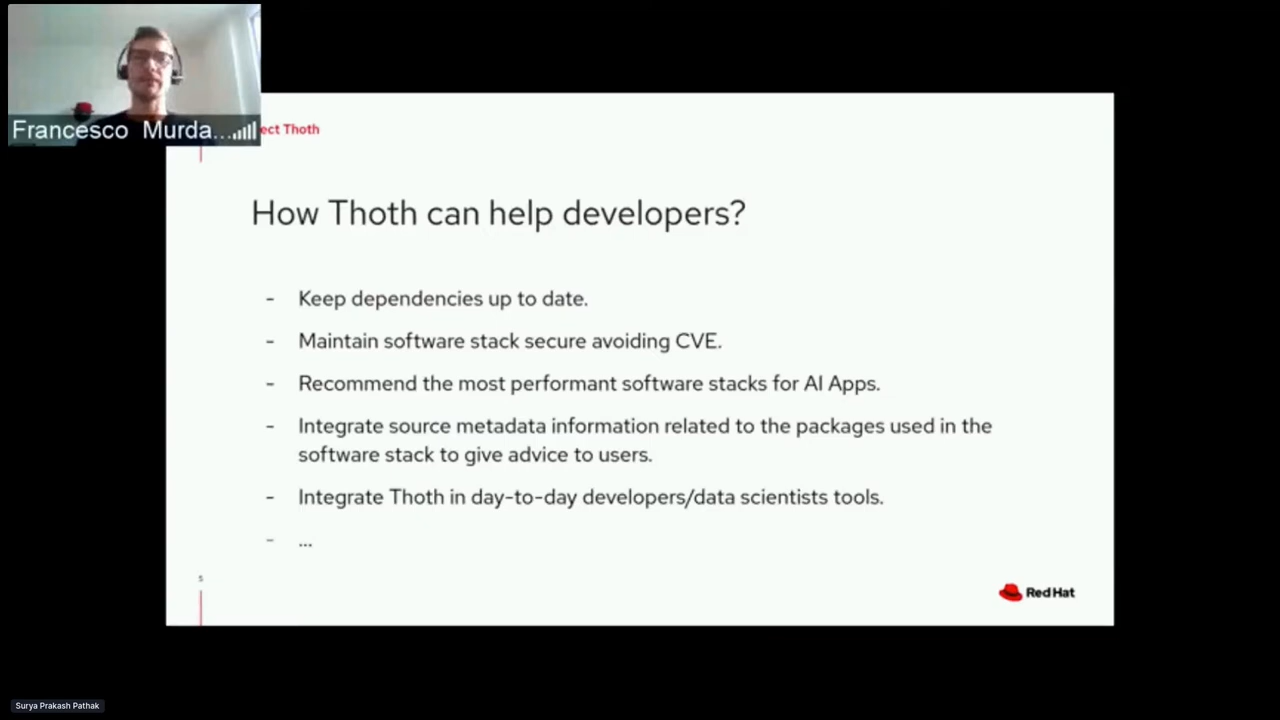 Francesco Murda...
ect Thoth
How Thoth can help developers?
- Keep dependencies up to date.
- Maintain software stack secure avoiding CVE.
- Recommend the most performant software stacks for AI Apps.
- Integrate source metadata information related to the packages used in the
software stack to give advice to users.
- Integrate Thoth in day-to-day developers/data scientists tools.
- ...
5
Red Hat
Surya Prakash Pathak